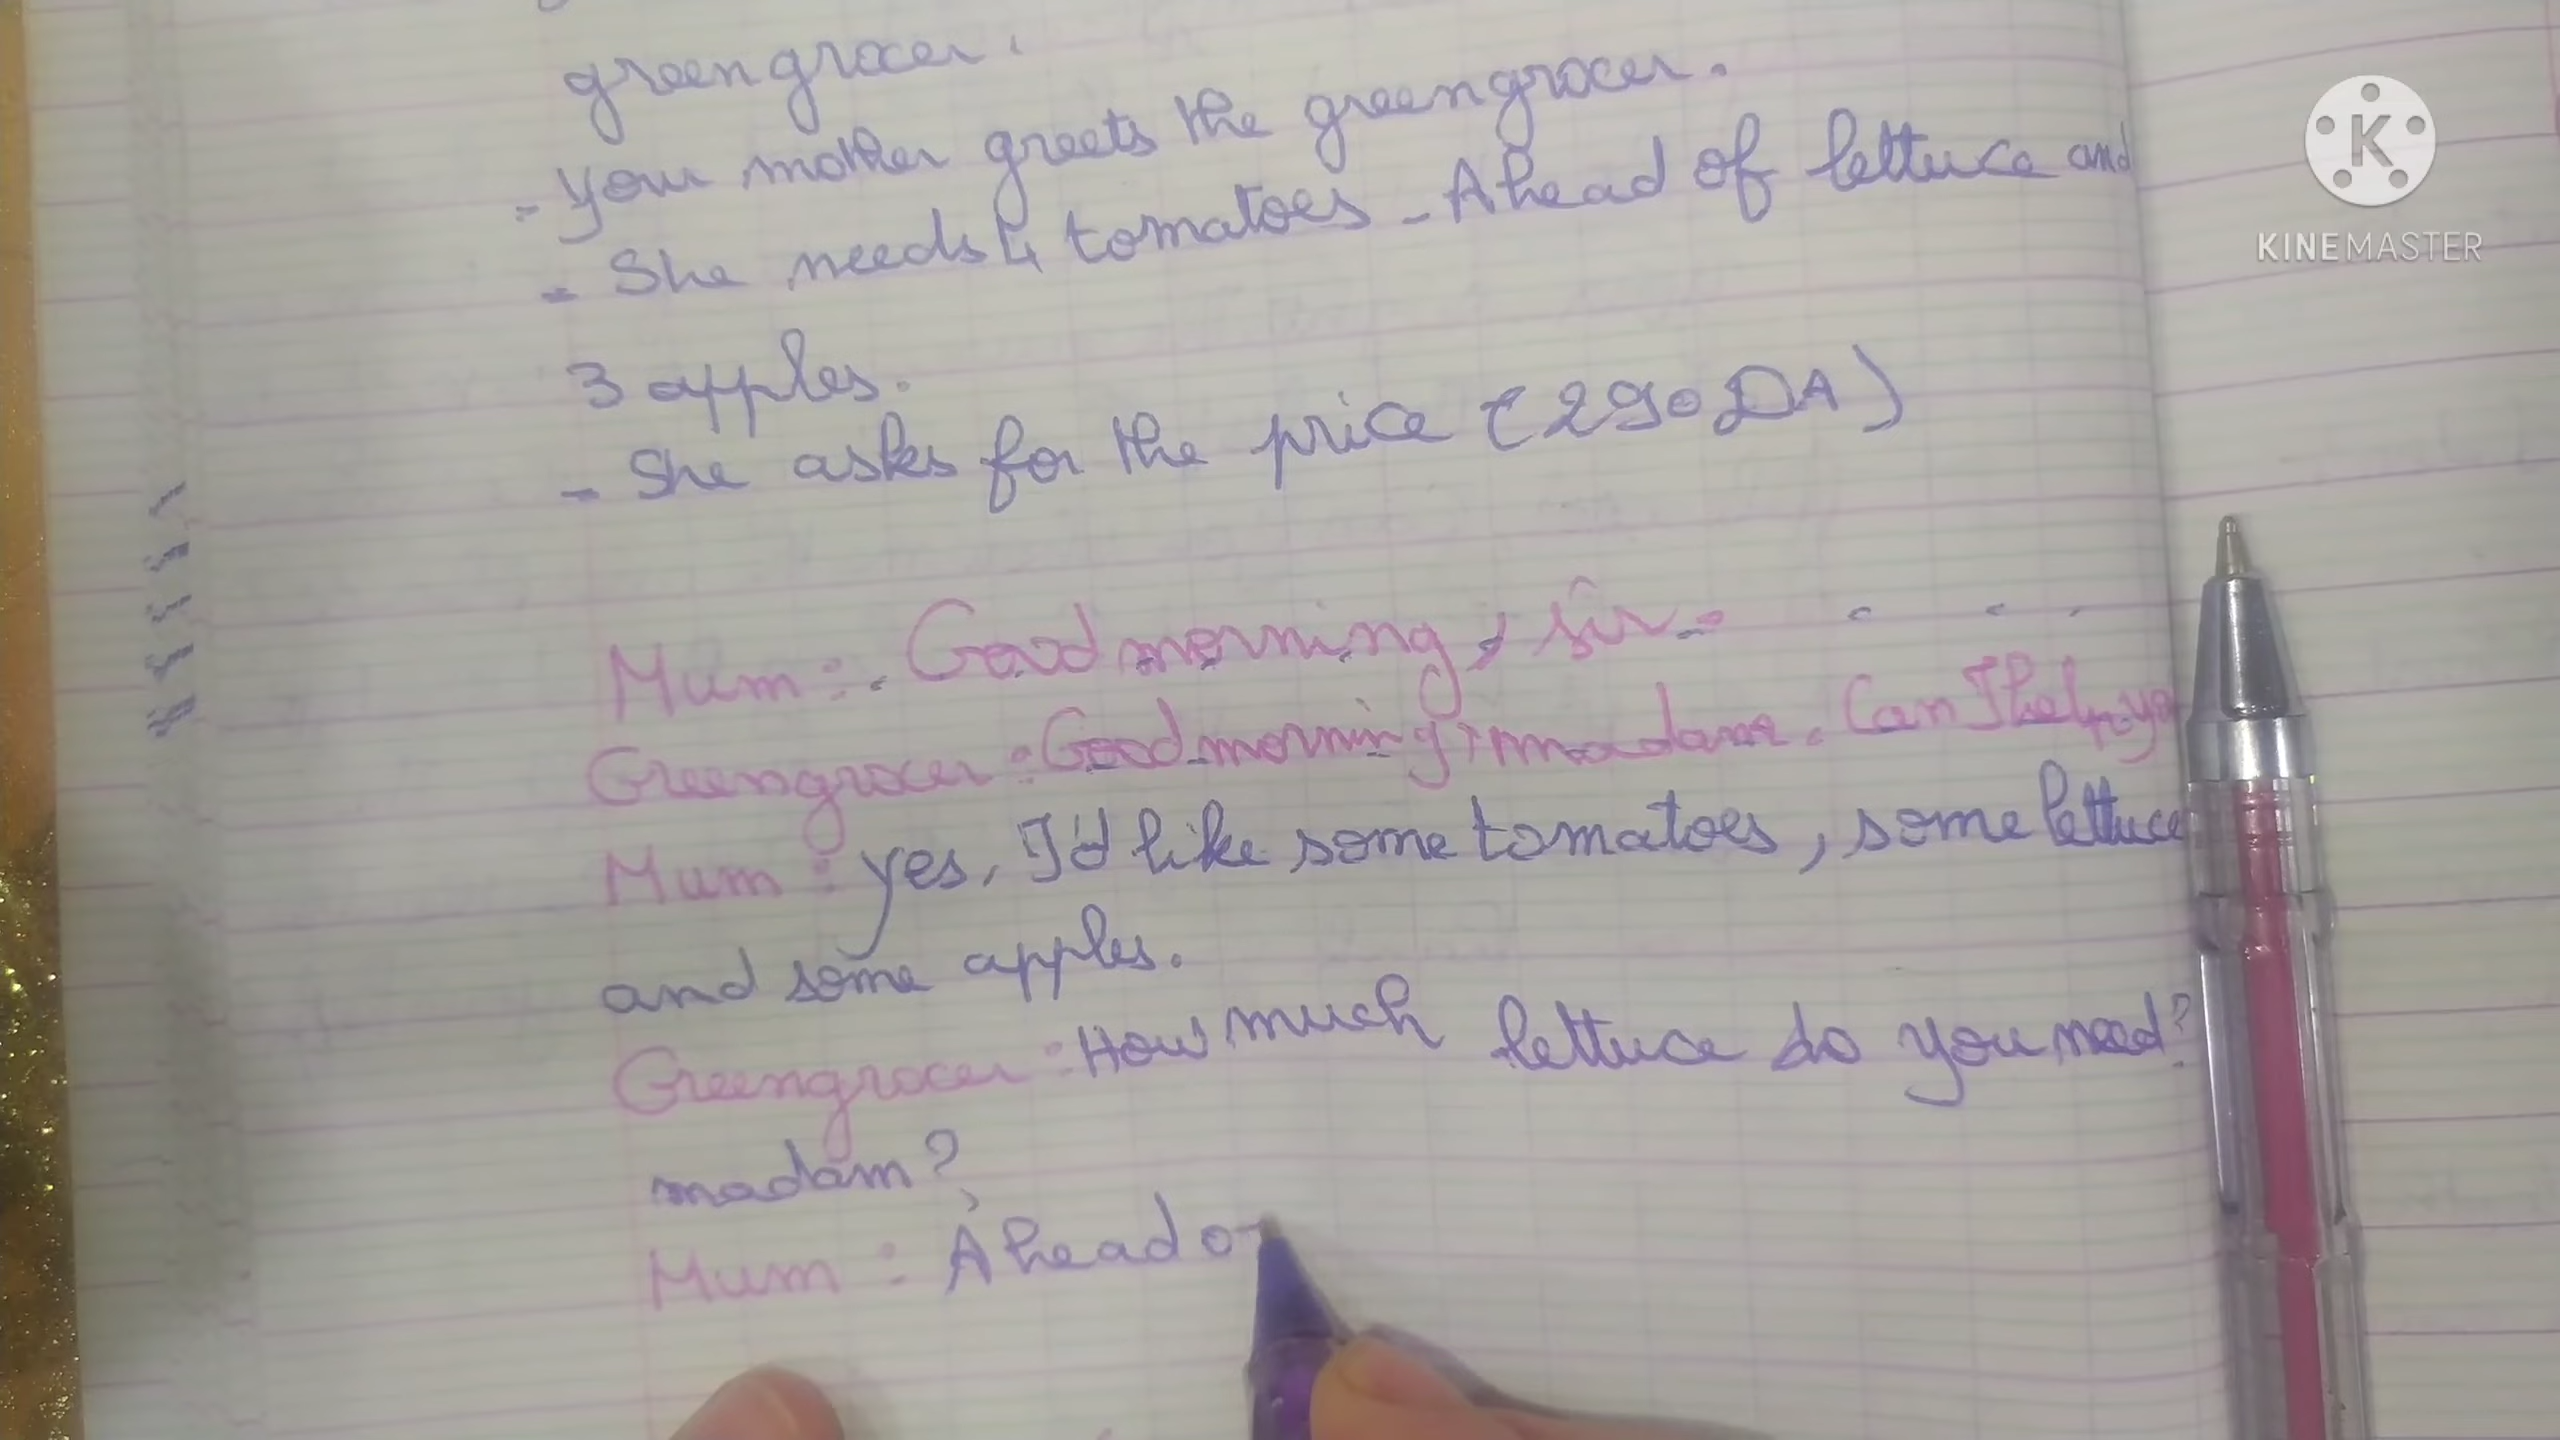 greengrocer.
- your mother greets the greengrocer.
- She needs 4 tomatoes - Ahead of lettuce and
3 apples.
- She asks for the price (290 DA)
Mum: Good morning, sir.
Greengrocer: Good morning, madam. Can I help yo
Mum: yes, I'd like some tomatoes, some lettuce
and some apples.
Greengrocer: How much lettuce do you need?
madam?
Mum: A head o
K
KINEMASTER